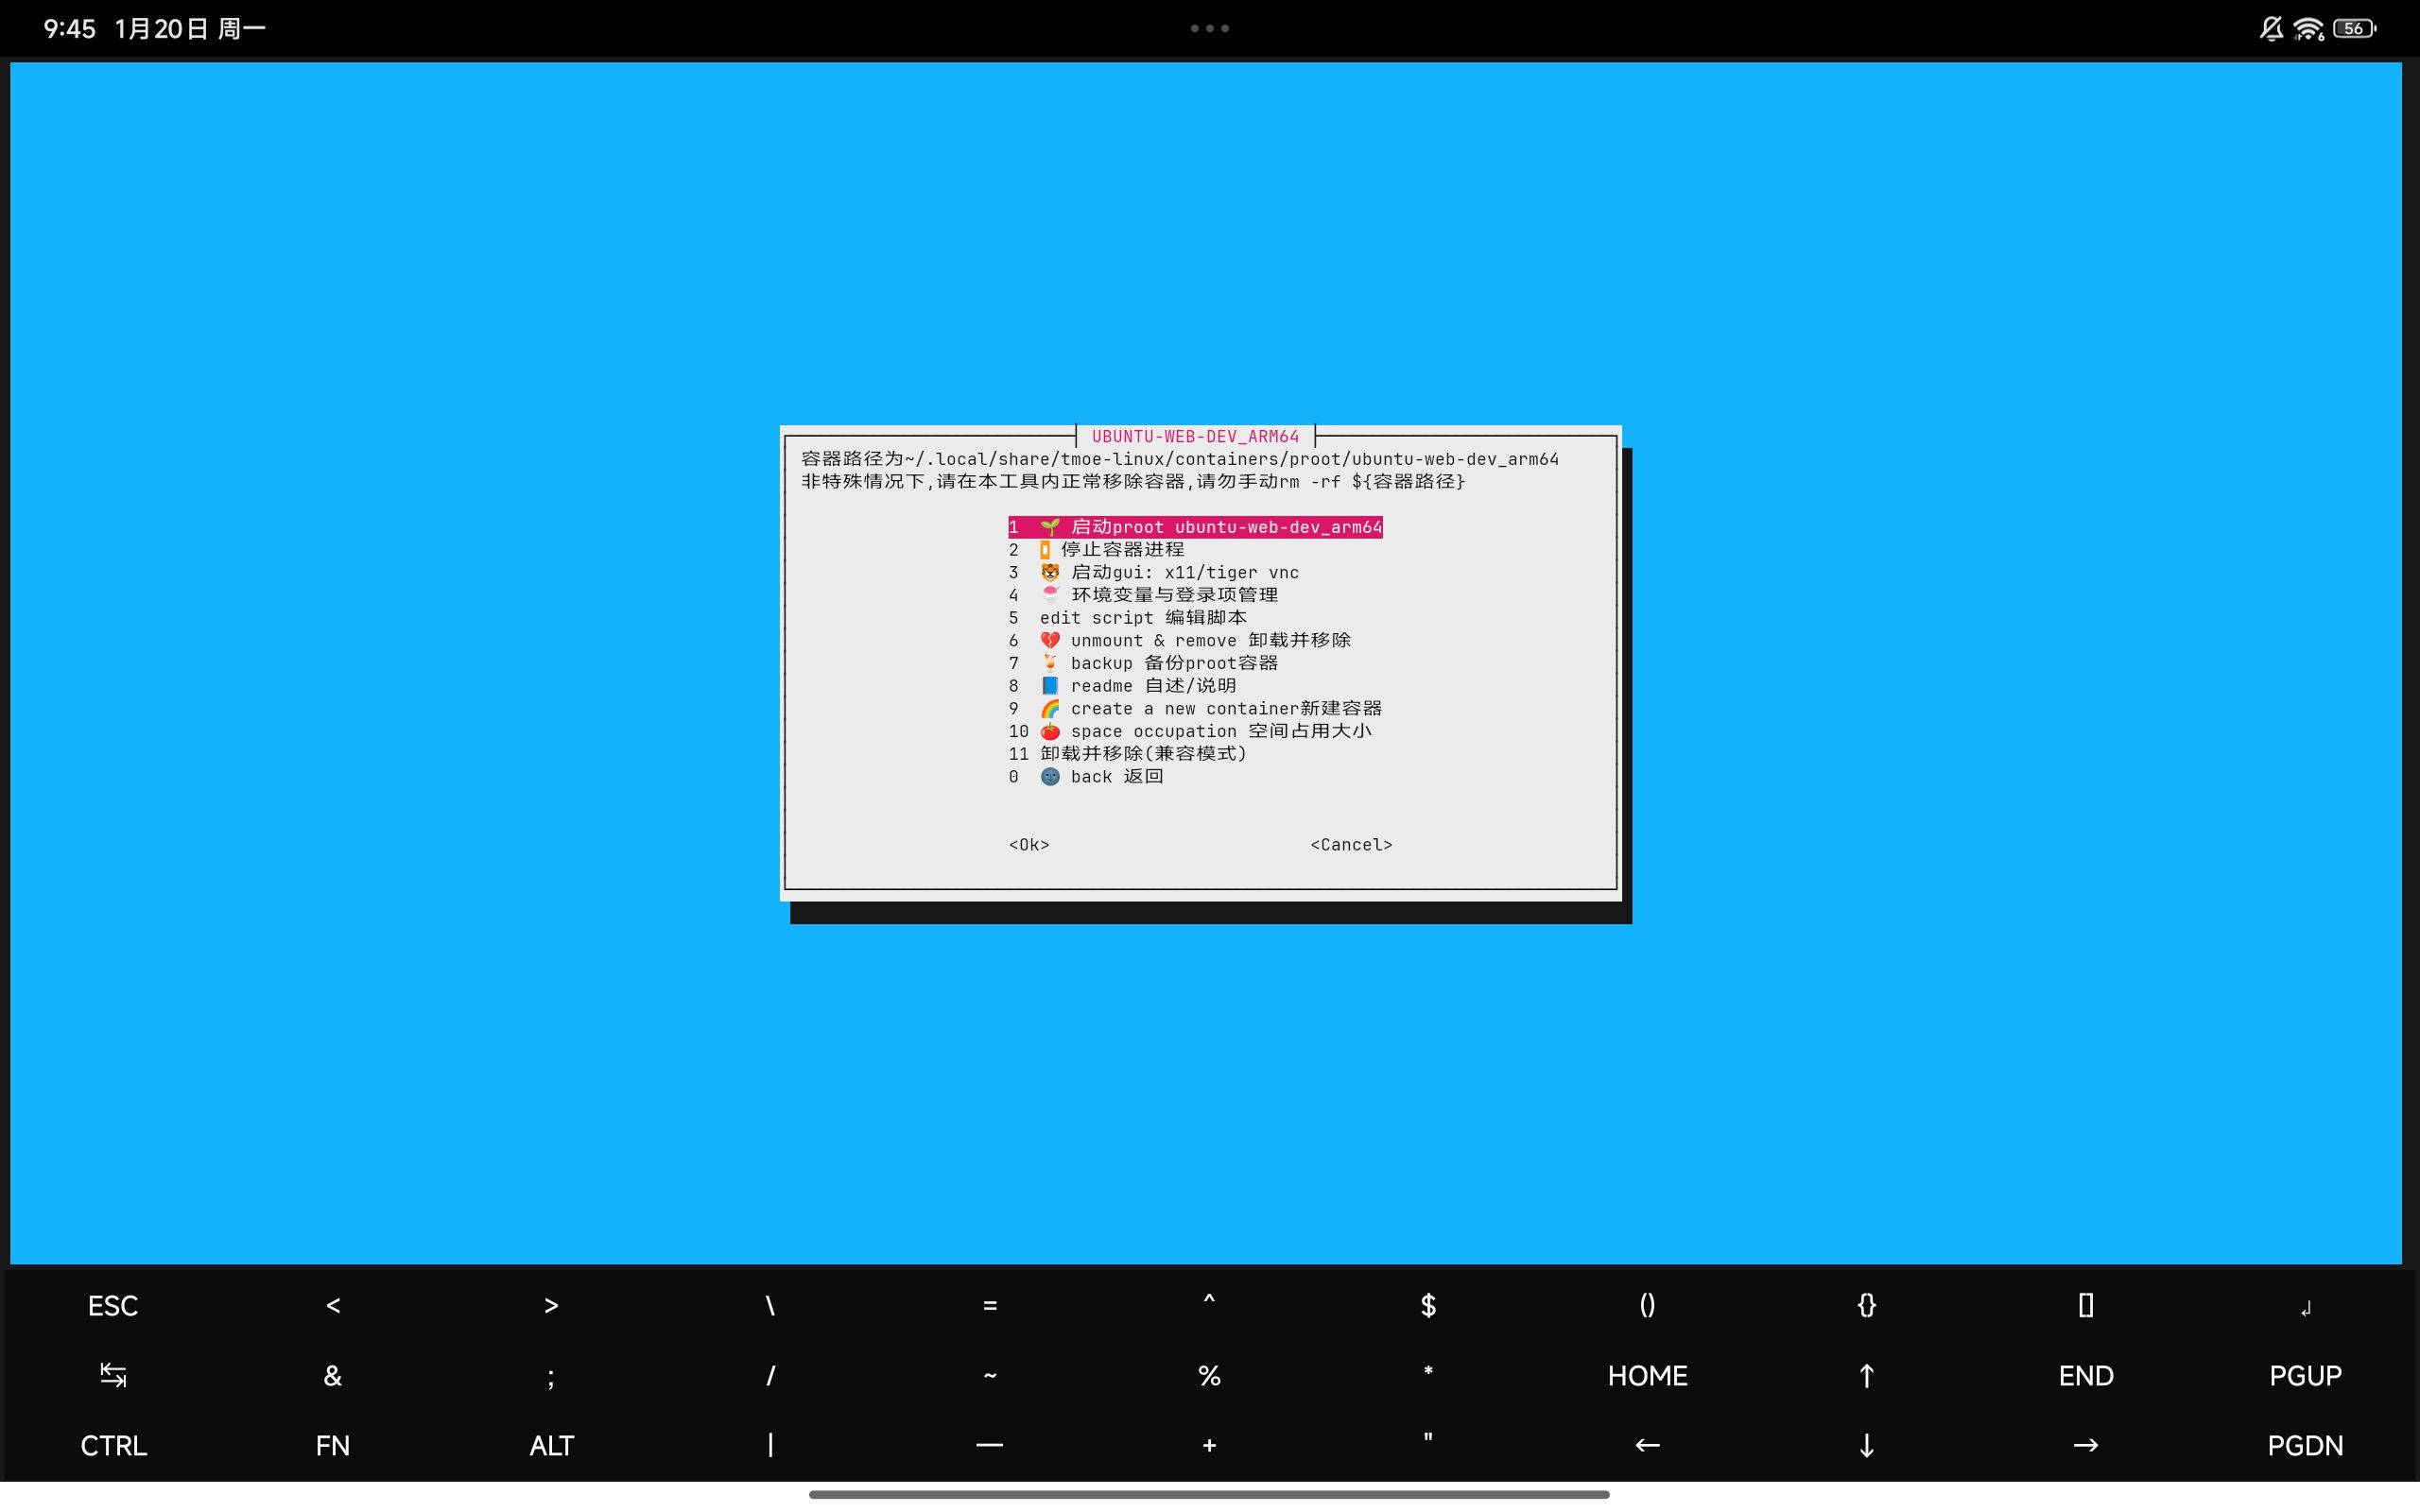 9:45 1月20日 周一
56
UBUNTU-WEB-DEV_ARM64
容器路径为~/.local/share/tmoe-linux/containers/proot/ubuntu-web-dev_arm64
非特殊情况下,请在本工具内正常移除容器,请勿手动rm -rf ${容器路径}
1 🌱 启动proot ubuntu-web-dev_arm64
2 停止容器进程
3 🐯 启动gui: x11/tiger vnc
4 🍧 环境变量与登录项管理
5 edit script 编辑脚本
6 💔 unmount & remove 卸载并移除
7 🍹 backup 备份proot容器
8 📘 readme 自述/说明
9 🌈 create a new container新建容器
10 🍅 space occupation 空间占用大小
11 卸载并移除(兼容模式)
0 🌚 back 返回
<Ok> <Cancel>
ESC < > \ = ^ $ () {} [] ↲
↹ & ; / ~ % * HOME ↑ END PGUP
CTRL FN ALT | — + " ← ↓ → PGDN